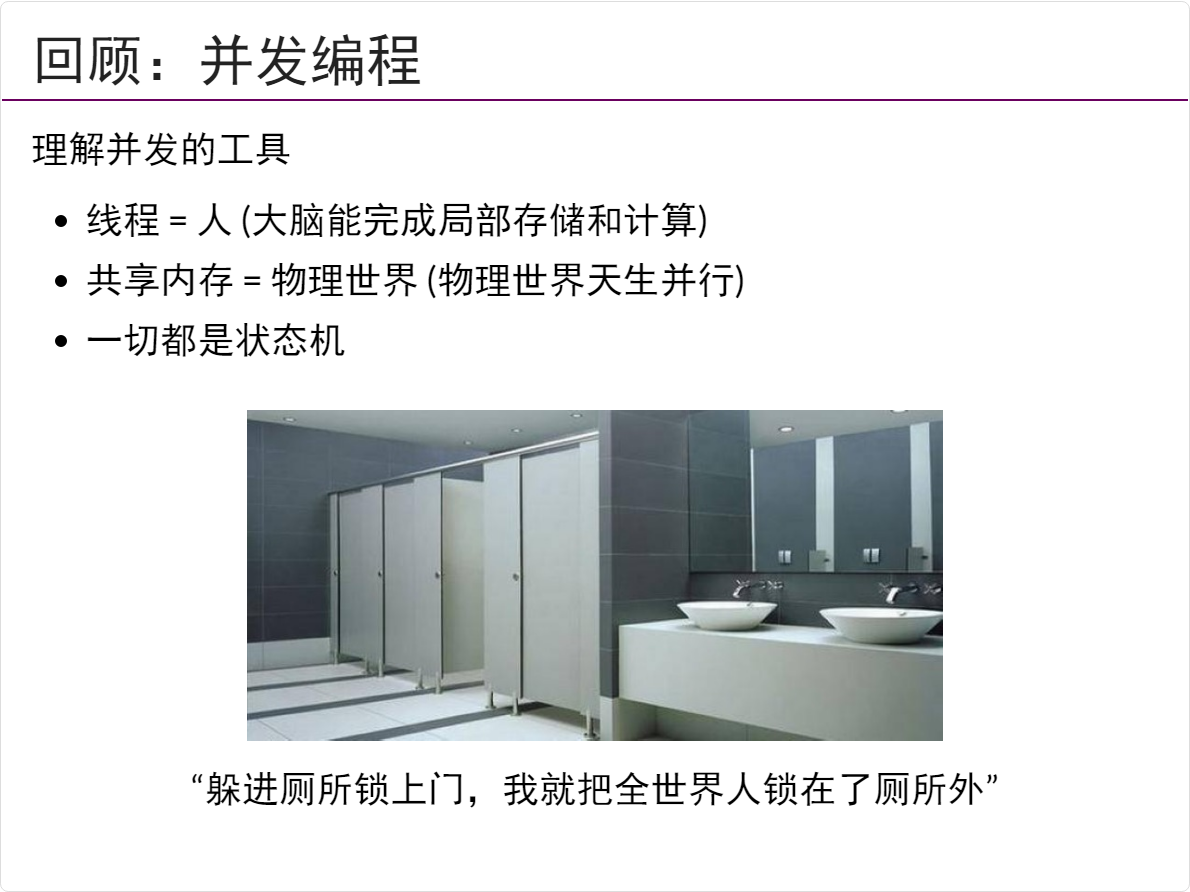 回顾：并发编程
理解并发的工具
线程 = 人 (大脑能完成局部存储和计算)
共享内存 = 物理世界 (物理世界天生并行)
一切都是状态机
“躲进厕所锁上门，我就把全世界人锁在了厕所外”